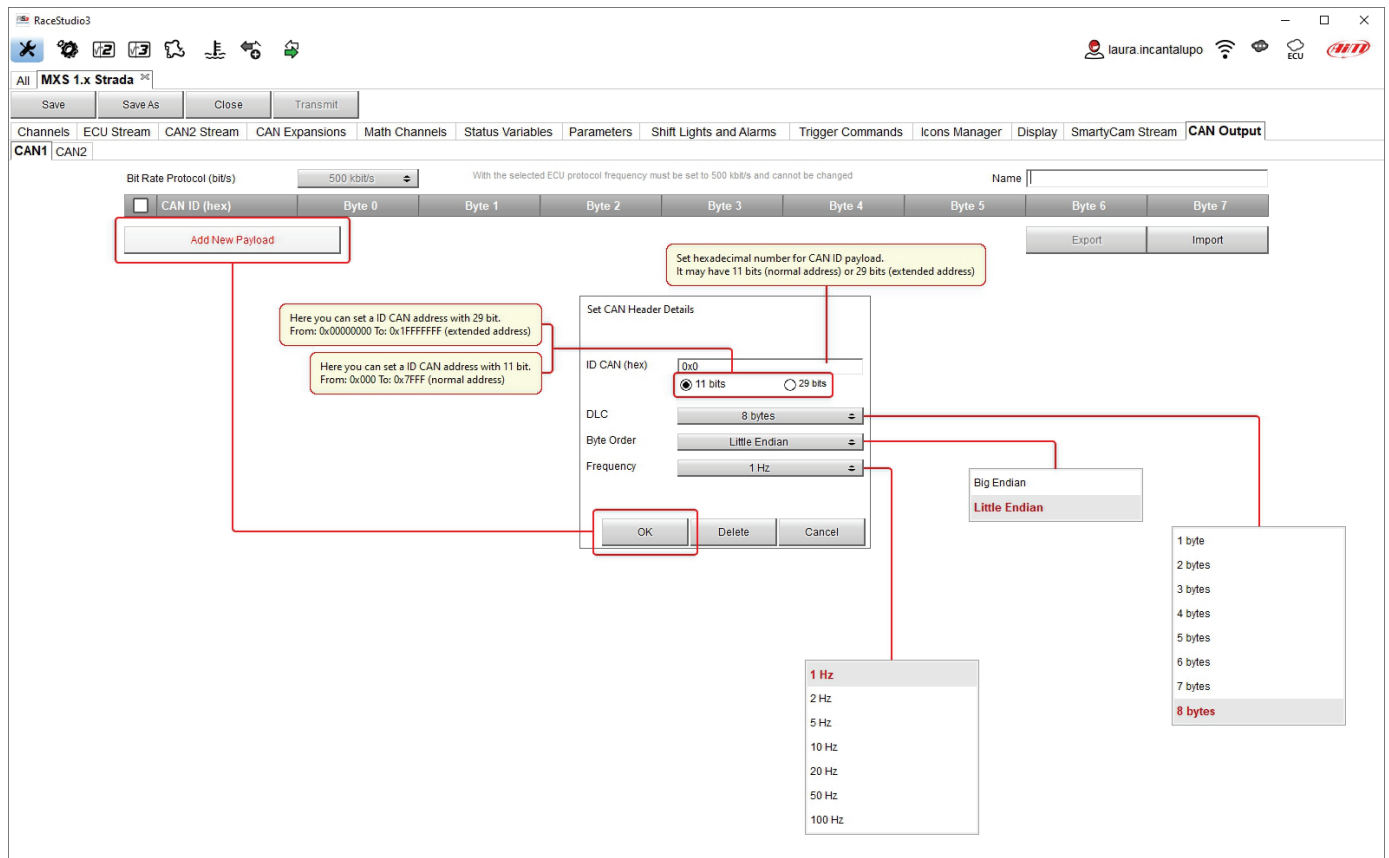 RaceStudio3
laura.incantalupo
ECU
AiM
All MXS 1.x Strada
Save Save As Close Transmit
Channels ECU Stream CAN2 Stream CAN Expansions Math Channels Status Variables Parameters Shift Lights and Alarms Trigger Commands Icons Manager Display SmartyCam Stream CAN Output
CAN1 CAN2
Bit Rate Protocol (bit/s) 500 kbit/s With the selected ECU protocol frequency must be set to 500 kbit/s and cannot be changed Name
CAN ID (hex) Byte 0 Byte 1 Byte 2 Byte 3 Byte 4 Byte 5 Byte 6 Byte 7
Add New Payload Export Import
Set hexadecimal number for CAN ID payload.
It may have 11 bits (normal address) or 29 bits (extended address)
Here you can set a ID CAN address with 29 bit.
From: 0x00000000 To: 0x1FFFFFFF (extended address)
Here you can set a ID CAN address with 11 bit.
From: 0x000 To: 0x7FFF (normal address)
Set CAN Header Details
ID CAN (hex) 0x0
11 bits 29 bits
DLC 8 bytes
Byte Order Little Endian
Frequency 1 Hz
OK Delete Cancel
Big Endian
Little Endian
1 byte
2 bytes
3 bytes
4 bytes
5 bytes
6 bytes
7 bytes
8 bytes
1 Hz
2 Hz
5 Hz
10 Hz
20 Hz
50 Hz
100 Hz